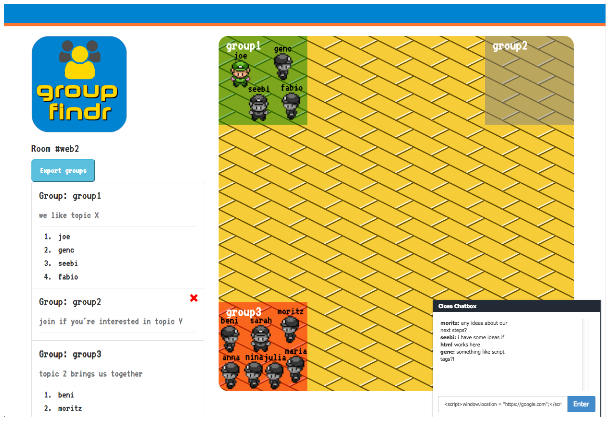 group
findr
Room #web2
Export groups
Group: group1
we like topic X
1. joe
2. genc
3. seebi
4. fabio
Group: group2
join if you're interested in topic Y
Group: group3
topic Z brings us together
1. beni
2. moritz
group1
joe
genc
seebi
fabio
group2
group3
moritz
beni
sarah
maria
anna
nina
julia
Close Chatbox
moritz: any ideas about our
next steps?
seebi: i have some ideas if
html works here
genc: something like script
tags?!
<script>window.location = "https://google.com";</scr
Enter